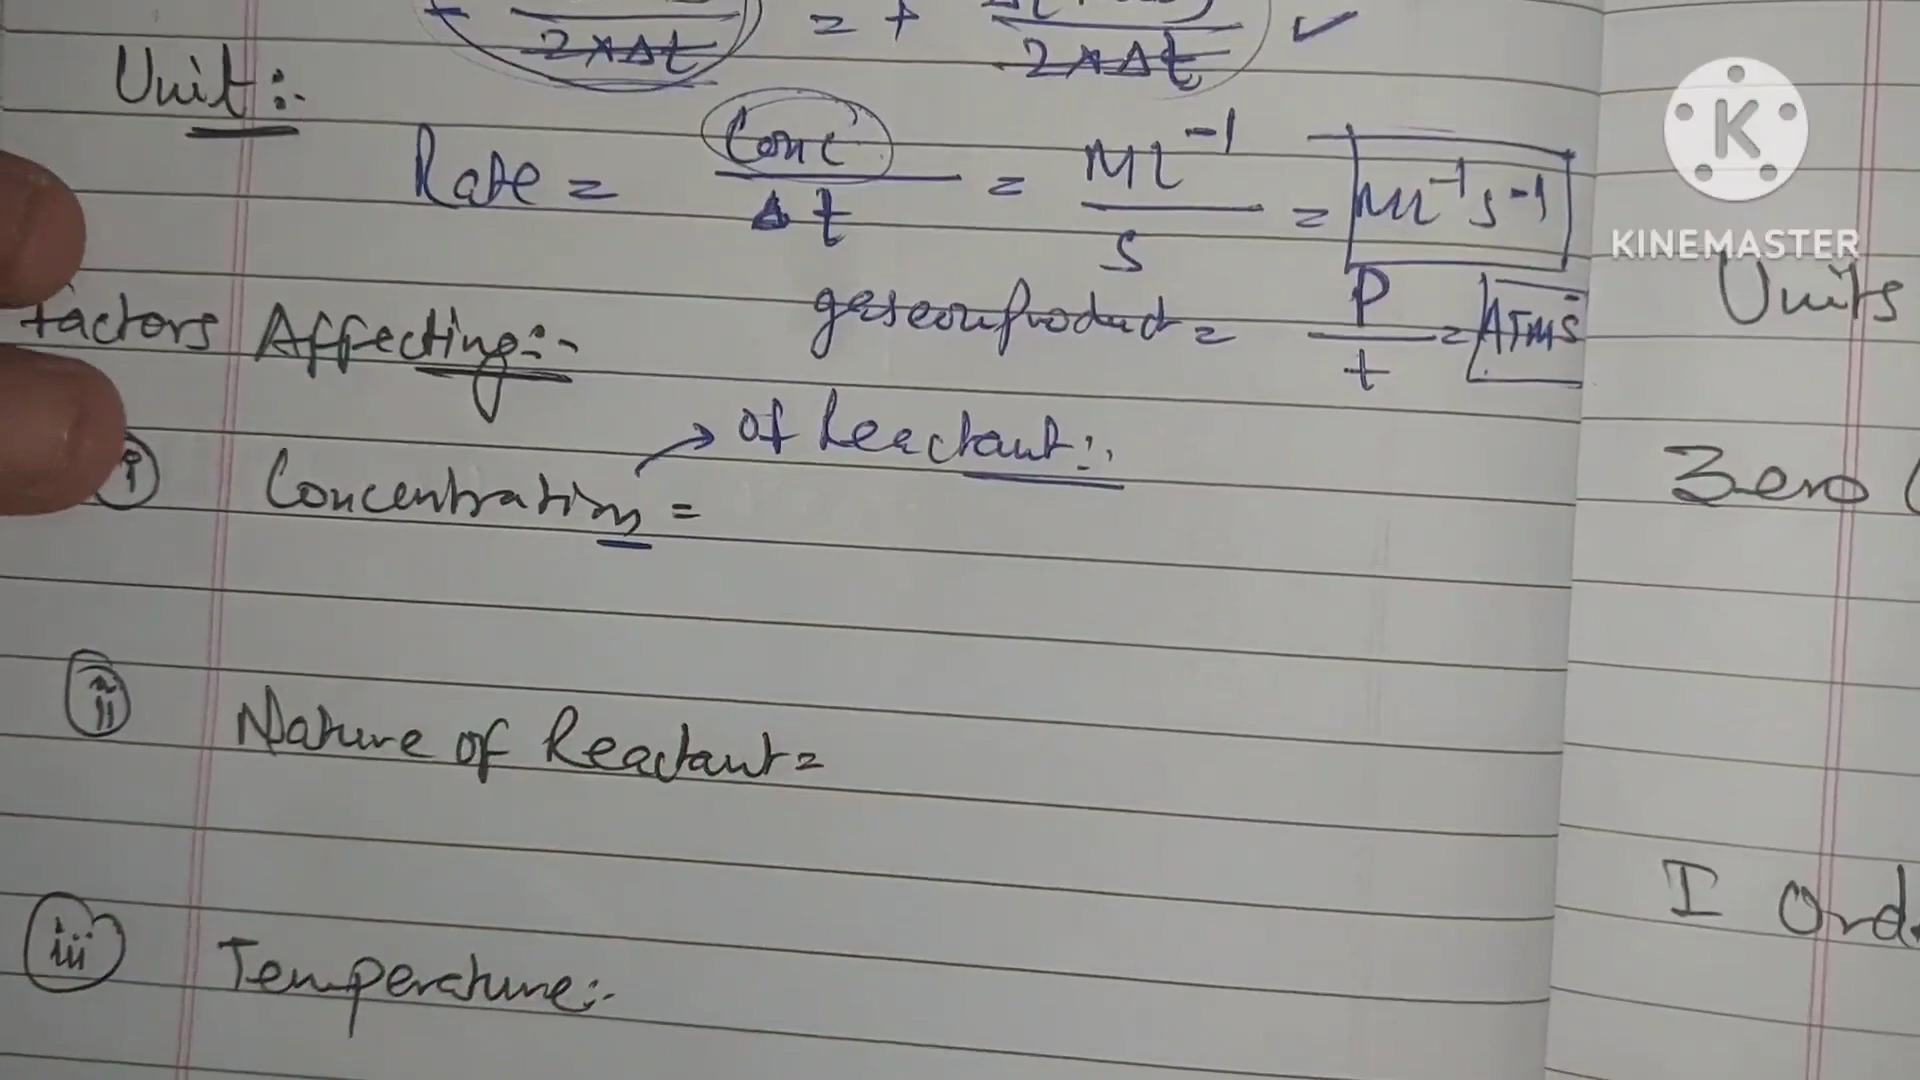 2×Δt = + 2×Δt ✓
Unit :-
Rate = Conc / Δt = ML⁻¹ / S = ML⁻¹ S⁻¹
gaseous product = P / t = ATMS⁻
factors Affecting :-
(i) Concentration = → of Reactant :-
(ii) Nature of Reactant =
(iii) Temperature :-
K
KINEMASTER
Units
Zero
I Ord